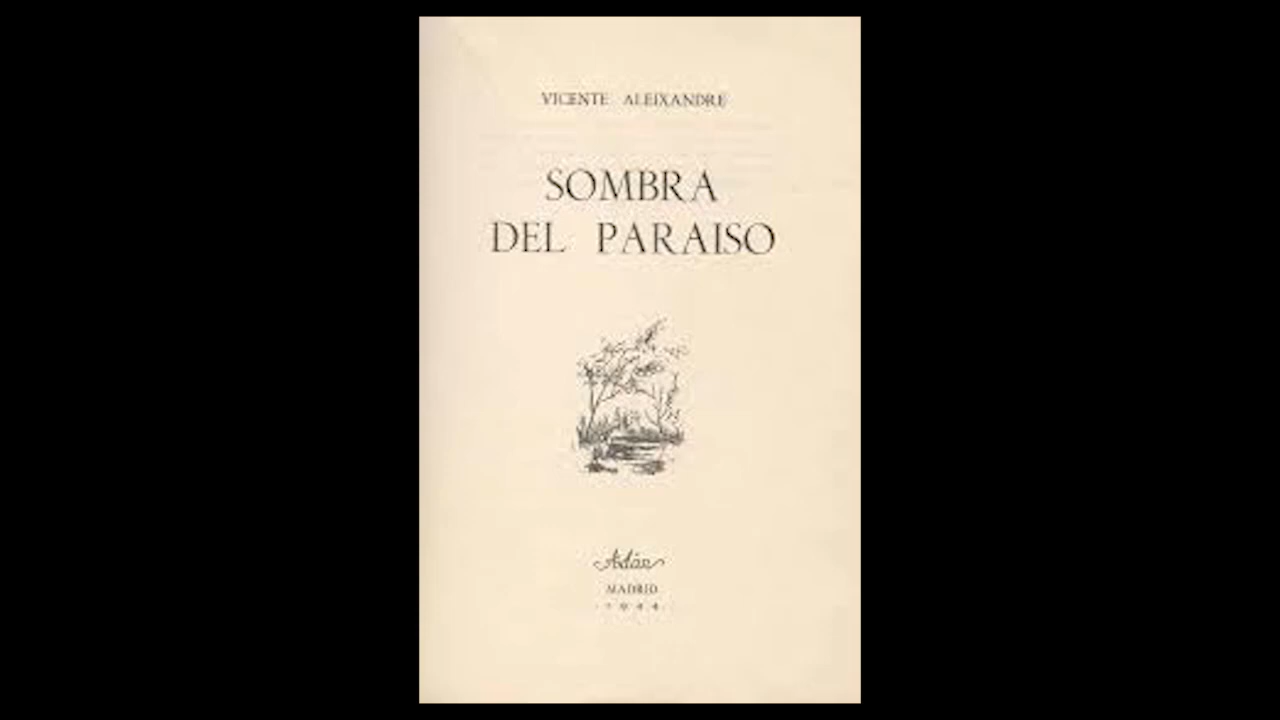 VICENTE ALEIXANDRE
SOMBRA
DEL PARAISO
Adán
MADRID
1944